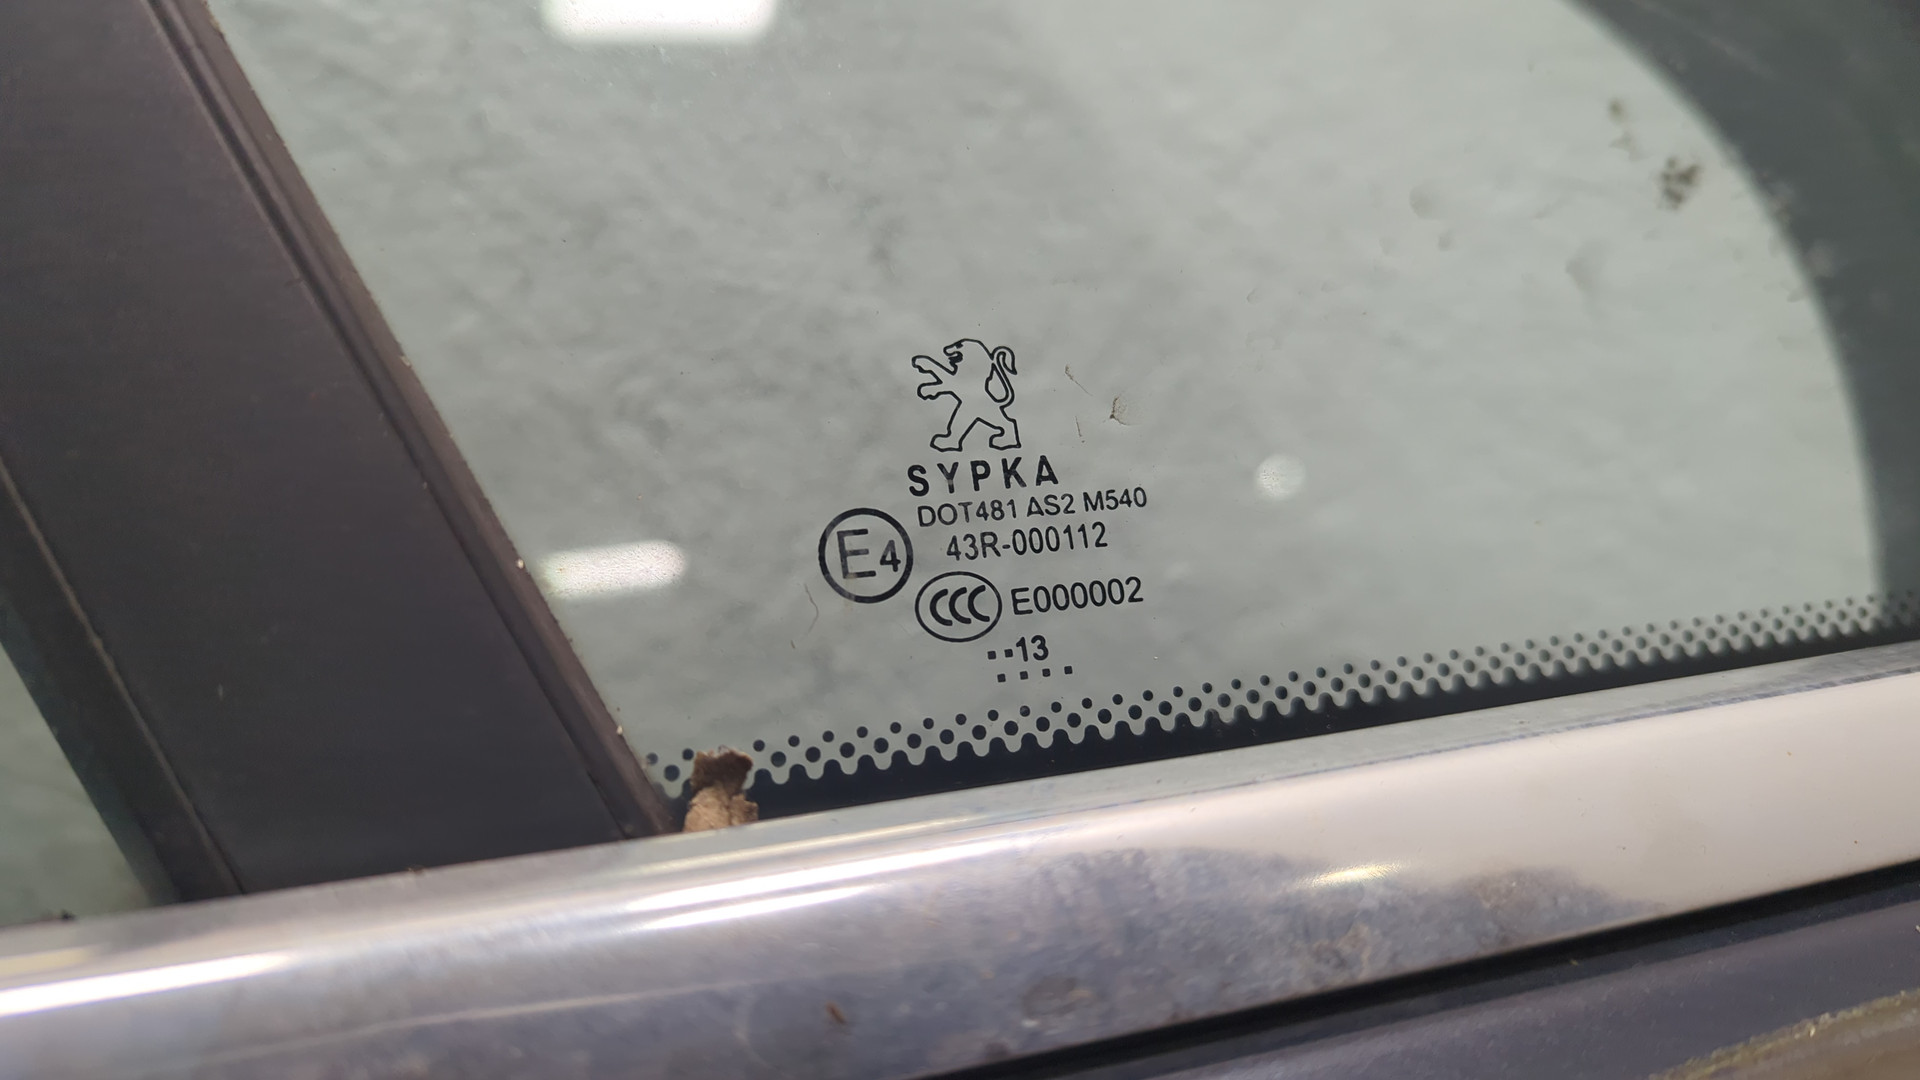 SYPKA
DOT481 AS2 M540
E4
43R-000112
CCC E000002
..13
....